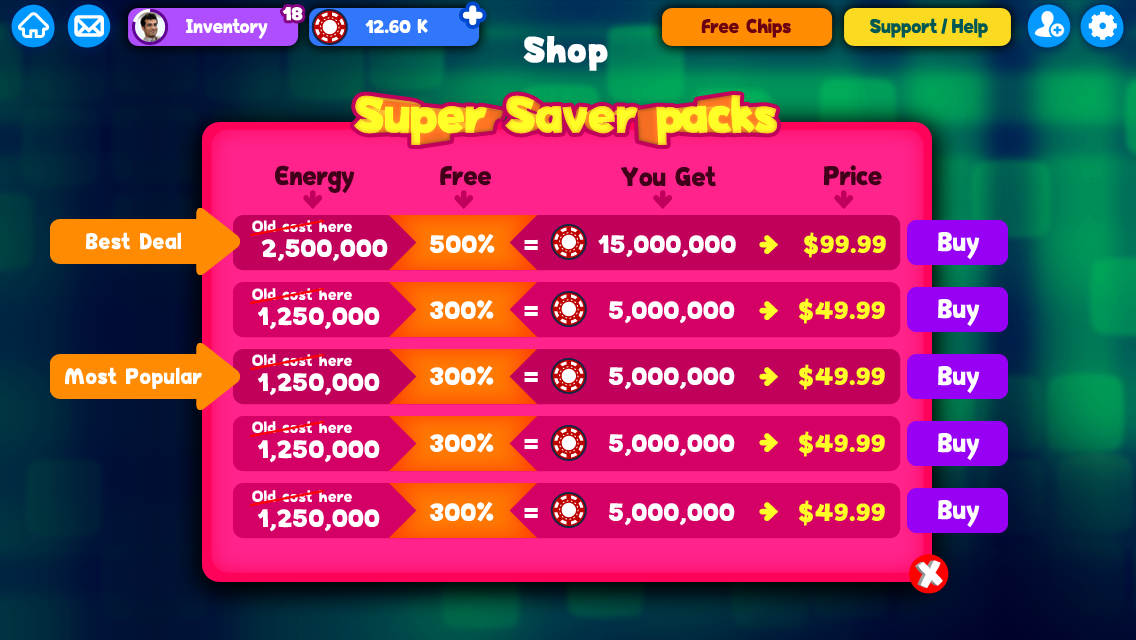 Inventory
18
12.60 K
Free Chips
Support / Help
Shop
Super Saver packs
Energy Free You Get Price
Best Deal
Old cost here
2,500,000 500% = 15,000,000 $99.99 Buy
Old cost here
1,250,000 300% = 5,000,000 $49.99 Buy
Most Popular
Old cost here
1,250,000 300% = 5,000,000 $49.99 Buy
Old cost here
1,250,000 300% = 5,000,000 $49.99 Buy
Old cost here
1,250,000 300% = 5,000,000 $49.99 Buy